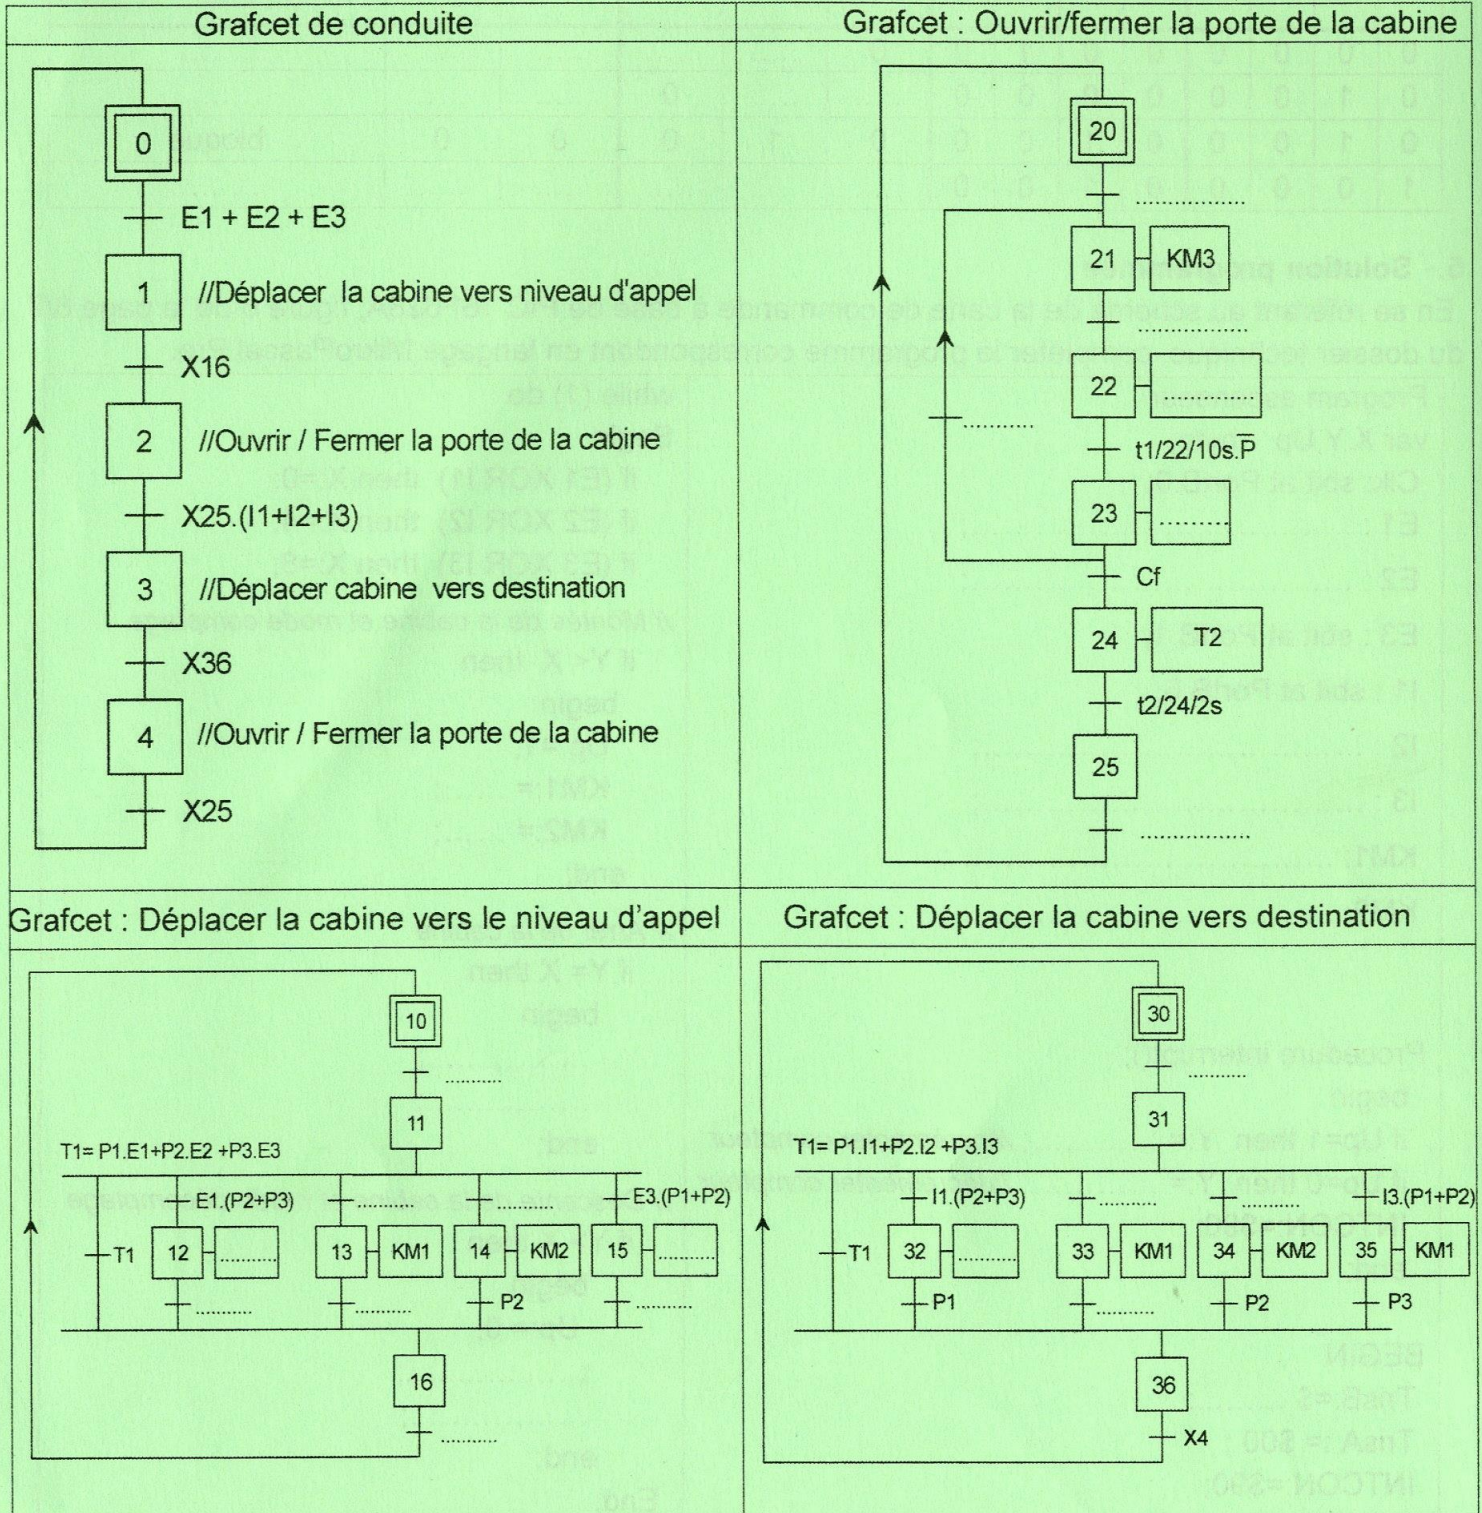 Grafcet de conduite
0
E1 + E2 + E3
1 //Déplacer la cabine vers niveau d'appel
X16
2 //Ouvrir / Fermer la porte de la cabine
X25.(I1+I2+I3)
3 //Déplacer cabine vers destination
X36
4 //Ouvrir / Fermer la porte de la cabine
X25
Grafcet : Ouvrir/fermer la porte de la cabine
20
..................
21 KM3
..................
22 ..................
............
t1/22/10s.P̅
23 ............
Cf
24 T2
t2/24/2s
25
..................
Grafcet : Déplacer la cabine vers le niveau d'appel
10
..........
11
T1= P1.E1+P2.E2 +P3.E3
E1.(P2+P3) .......... .......... E3.(P1+P2)
T1 12 .......... 13 KM1 14 KM2 15 ..........
.......... .......... P2 ..........
16
..........
Grafcet : Déplacer la cabine vers destination
30
..........
31
T1= P1.I1+P2.I2 +P3.I3
I1.(P2+P3) .......... .......... I3.(P1+P2)
T1 32 .......... 33 KM1 34 KM2 35 KM1
P1 .......... P2 P3
36
X4